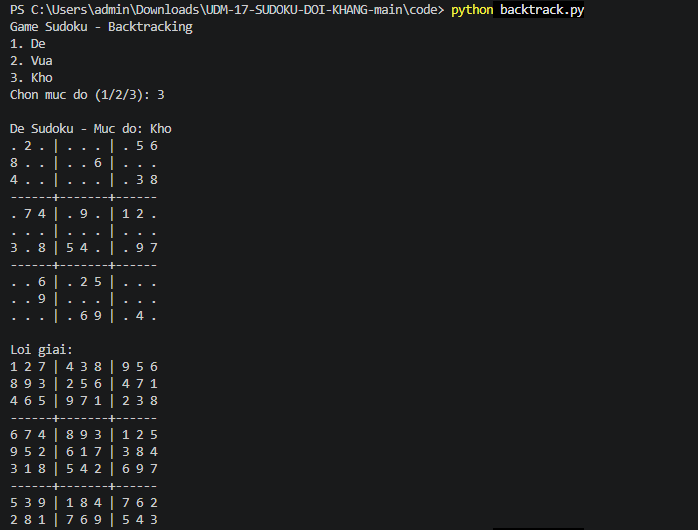 PS C:\Users\admin\Downloads\UDM-17-SUDOKU-DOI-KHANG-main\code> python backtrack.py
Game Sudoku - Backtracking
1. De
2. Vua
3. Kho
Chon muc do (1/2/3): 3
De Sudoku - Muc do: Kho
. 2 . | . . . | . 5 6
8 . . | . . 6 | . . .
4 . . | . . . | . 3 8
------+-------+------
. 7 4 | . 9 . | 1 2 .
. . . | . . . | . . .
3 . 8 | 5 4 . | . 9 7
------+-------+------
. . 6 | . 2 5 | . . .
. . 9 | . . . | . . .
. . . | . 6 9 | . 4 .
Loi giai:
1 2 7 | 4 3 8 | 9 5 6
8 9 3 | 2 5 6 | 4 7 1
4 6 5 | 9 7 1 | 2 3 8
------+-------+------
6 7 4 | 8 9 3 | 1 2 5
9 5 2 | 6 1 7 | 3 8 4
3 1 8 | 5 4 2 | 6 9 7
------+-------+------
5 3 9 | 1 8 4 | 7 6 2
2 8 1 | 7 6 9 | 5 4 3